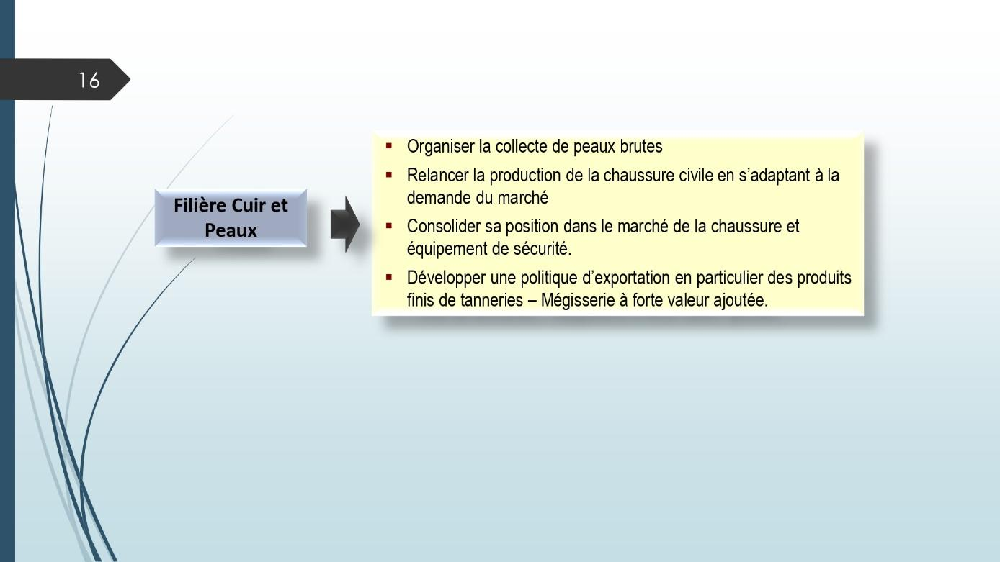 16
Filière Cuir et
Peaux
▪ Organiser la collecte de peaux brutes
▪ Relancer la production de la chaussure civile en s’adaptant à la
demande du marché
▪ Consolider sa position dans le marché de la chaussure et
équipement de sécurité.
▪ Développer une politique d’exportation en particulier des produits
finis de tanneries – Mégisserie à forte valeur ajoutée.